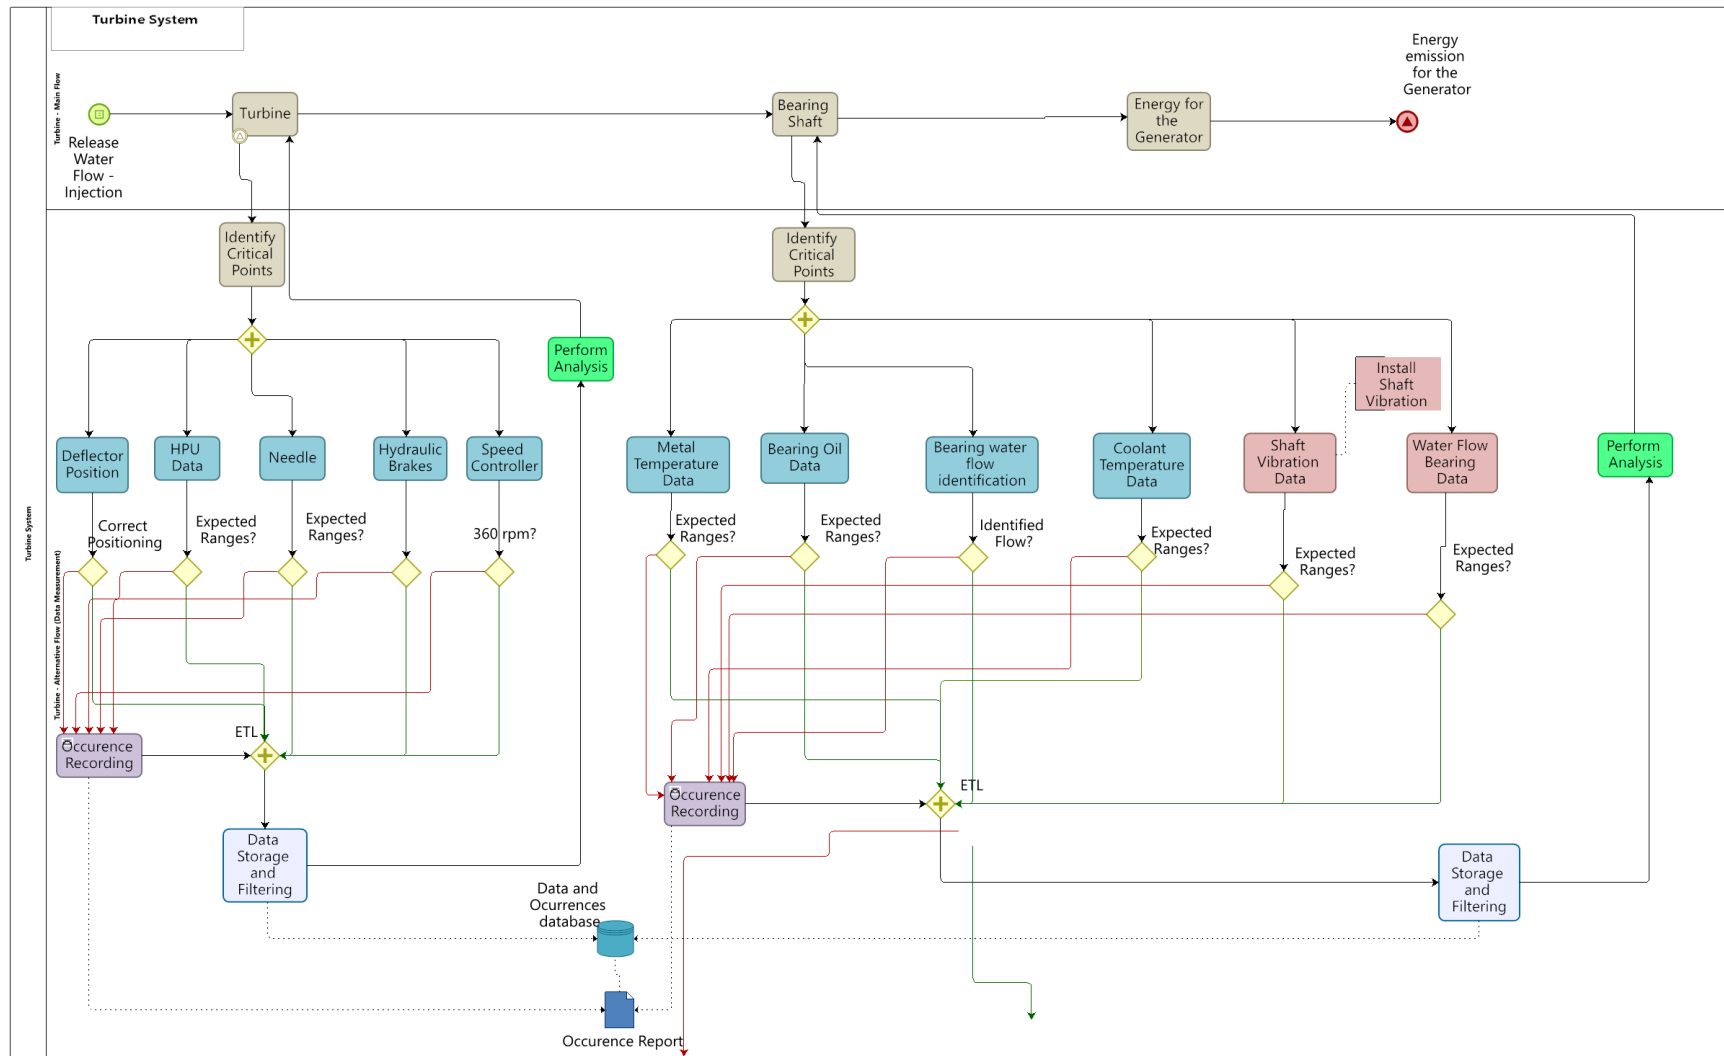 Turbine System
Turbine - Main Flow
Energy
emission
for the
Generator
Release
Water
Flow -
Injection
Turbine
Bearing
Shaft
Energy for
the
Generator
Turbine System
Turbine - Alternative Flow (Data Measurement)
Identify
Critical
Points
Identify
Critical
Points
Perform
Analysis
Install
Shaft
Vibration
Deflector
Position
HPU
Data
Needle
Hydraulic
Brakes
Speed
Controller
Metal
Temperature
Data
Bearing Oil
Data
Bearing water
flow
identification
Coolant
Temperature
Data
Shaft
Vibration
Data
Water Flow
Bearing
Data
Perform
Analysis
Correct
Positioning
Expected
Ranges?
Expected
Ranges?
360 rpm?
Expected
Ranges?
Expected
Ranges?
Identified
Flow?
Expected
Ranges?
Expected
Ranges?
Expected
Ranges?
Occurence
Recording
ETL
Occurence
Recording
ETL
Data
Storage
and
Filtering
Data
Storage
and
Filtering
Data and
Ocurrences
database
Occurence Report